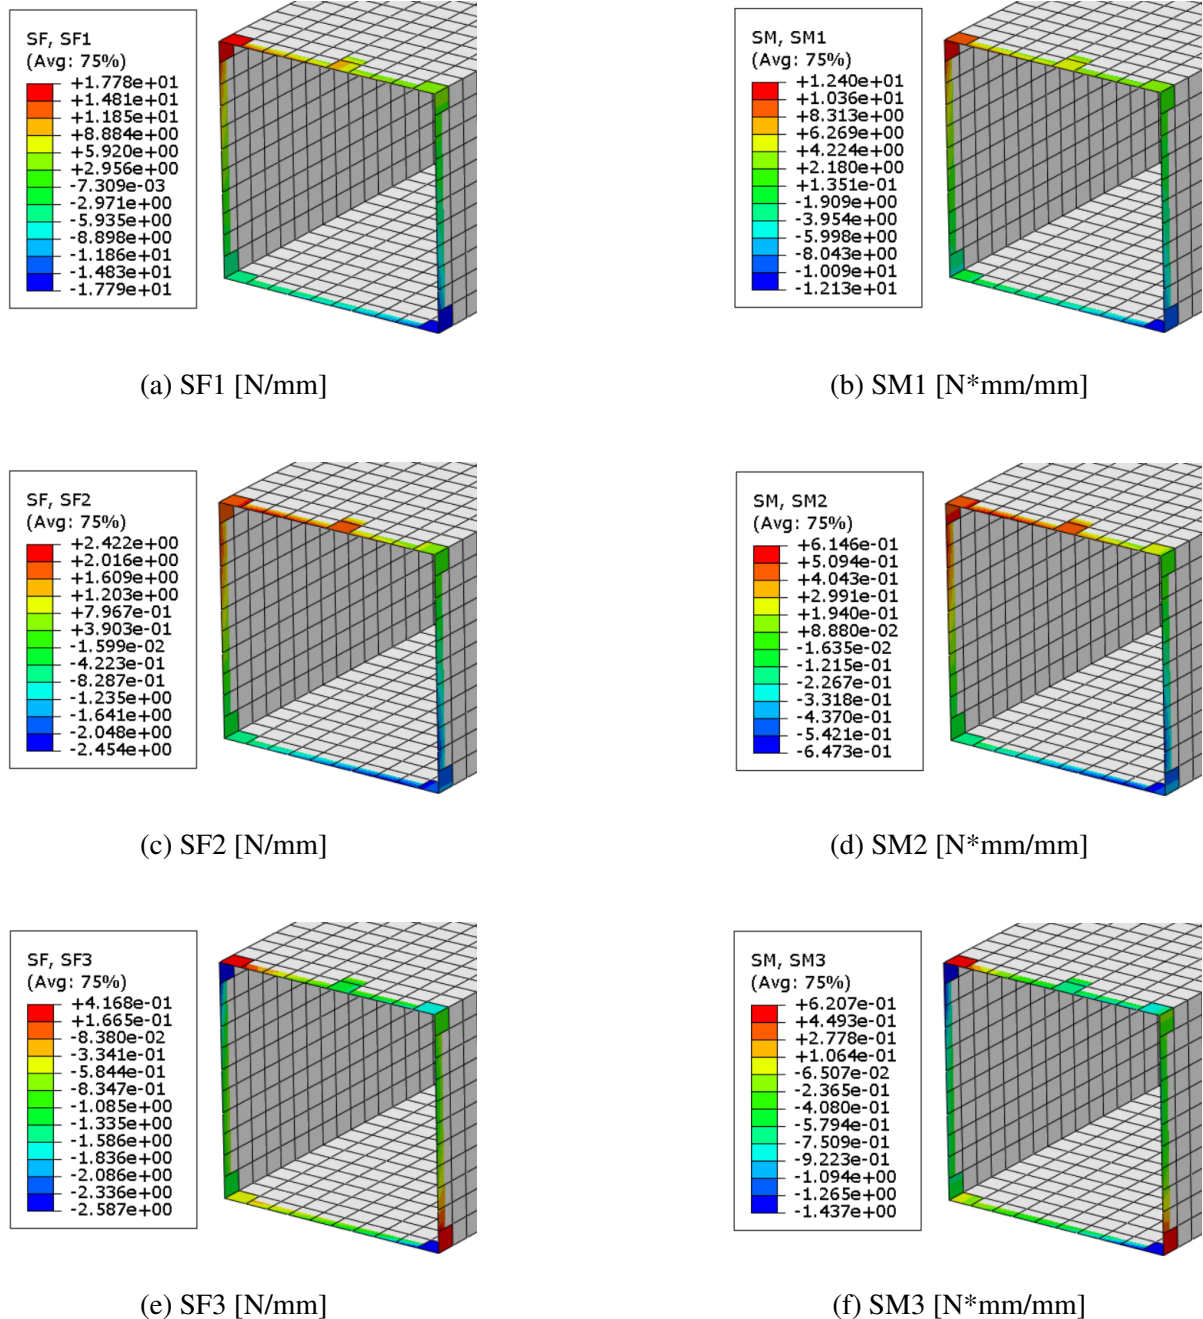 SF, SF1
(Avg: 75%)
+1.778e+01
+1.481e+01
+1.185e+01
+8.884e+00
+5.920e+00
+2.956e+00
-7.309e-03
-2.971e+00
-5.935e+00
-8.898e+00
-1.186e+01
-1.483e+01
-1.779e+01
(a) SF1 [N/mm]
SM, SM1
(Avg: 75%)
+1.240e+01
+1.036e+01
+8.313e+00
+6.269e+00
+4.224e+00
+2.180e+00
+1.351e-01
-1.909e+00
-3.954e+00
-5.998e+00
-8.043e+00
-1.009e+01
-1.213e+01
(b) SM1 [N*mm/mm]
SF, SF2
(Avg: 75%)
+2.422e+00
+2.016e+00
+1.609e+00
+1.203e+00
+7.967e-01
+3.903e-01
-1.599e-02
-4.223e-01
-8.287e-01
-1.235e+00
-1.641e+00
-2.048e+00
-2.454e+00
(c) SF2 [N/mm]
SM, SM2
(Avg: 75%)
+6.146e-01
+5.094e-01
+4.043e-01
+2.991e-01
+1.940e-01
+8.880e-02
-1.635e-02
-1.215e-01
-2.267e-01
-3.318e-01
-4.370e-01
-5.421e-01
-6.473e-01
(d) SM2 [N*mm/mm]
SF, SF3
(Avg: 75%)
+4.168e-01
+1.665e-01
-8.380e-02
-3.341e-01
-5.844e-01
-8.347e-01
-1.085e+00
-1.335e+00
-1.586e+00
-1.836e+00
-2.086e+00
-2.336e+00
-2.587e+00
(e) SF3 [N/mm]
SM, SM3
(Avg: 75%)
+6.207e-01
+4.493e-01
+2.778e-01
+1.064e-01
-6.507e-02
-2.365e-01
-4.080e-01
-5.794e-01
-7.509e-01
-9.223e-01
-1.094e+00
-1.265e+00
-1.437e+00
(f) SM3 [N*mm/mm]